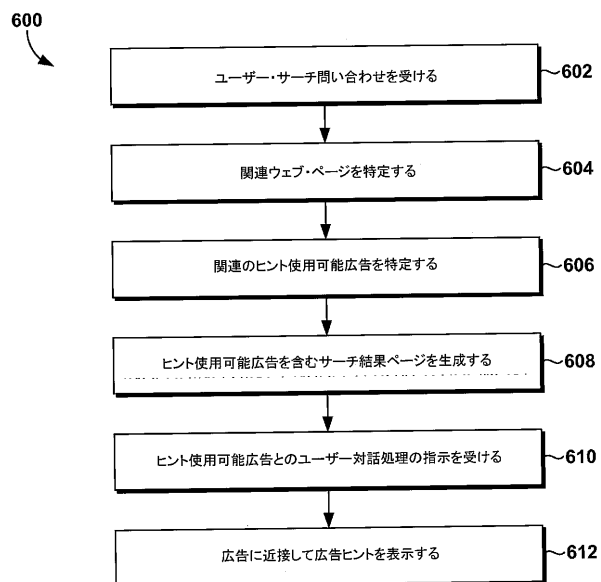 600
ユーザー・サーチ問い合わせを受ける
602
関連ウェブ・ページを特定する
604
関連のヒント使用可能広告を特定する
606
ヒント使用可能広告を含むサーチ結果ページを生成する
608
ヒント使用可能広告とのユーザー対話処理の指示を受ける
610
広告に近接して広告ヒントを表示する
612